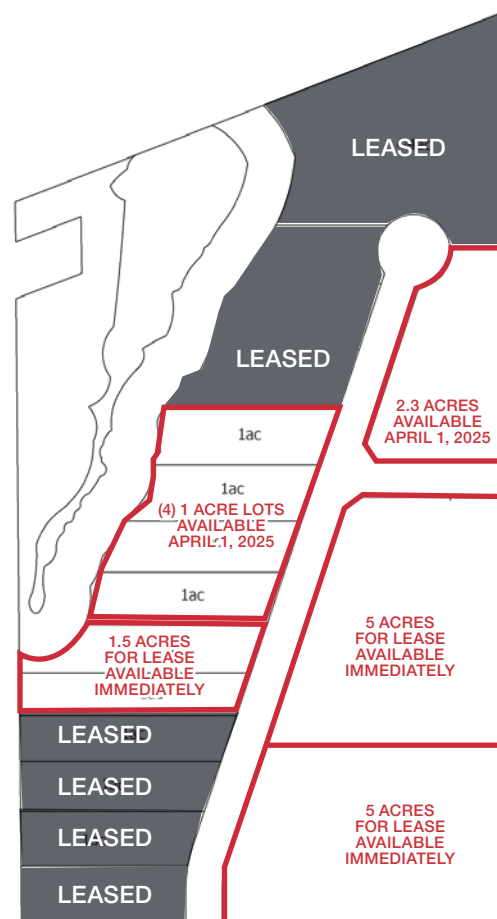 LEASED
LEASED
2.3 ACRES
AVAILABLE
APRIL 1, 2025
1ac
1ac
(4) 1 ACRE LOTS
AVAILABLE
APRIL 1, 2025
1ac
1.5 ACRES
FOR LEASE
AVAILABLE
IMMEDIATELY
5 ACRES
FOR LEASE
AVAILABLE
IMMEDIATELY
LEASED
LEASED
LEASED
LEASED
5 ACRES
FOR LEASE
AVAILABLE
IMMEDIATELY